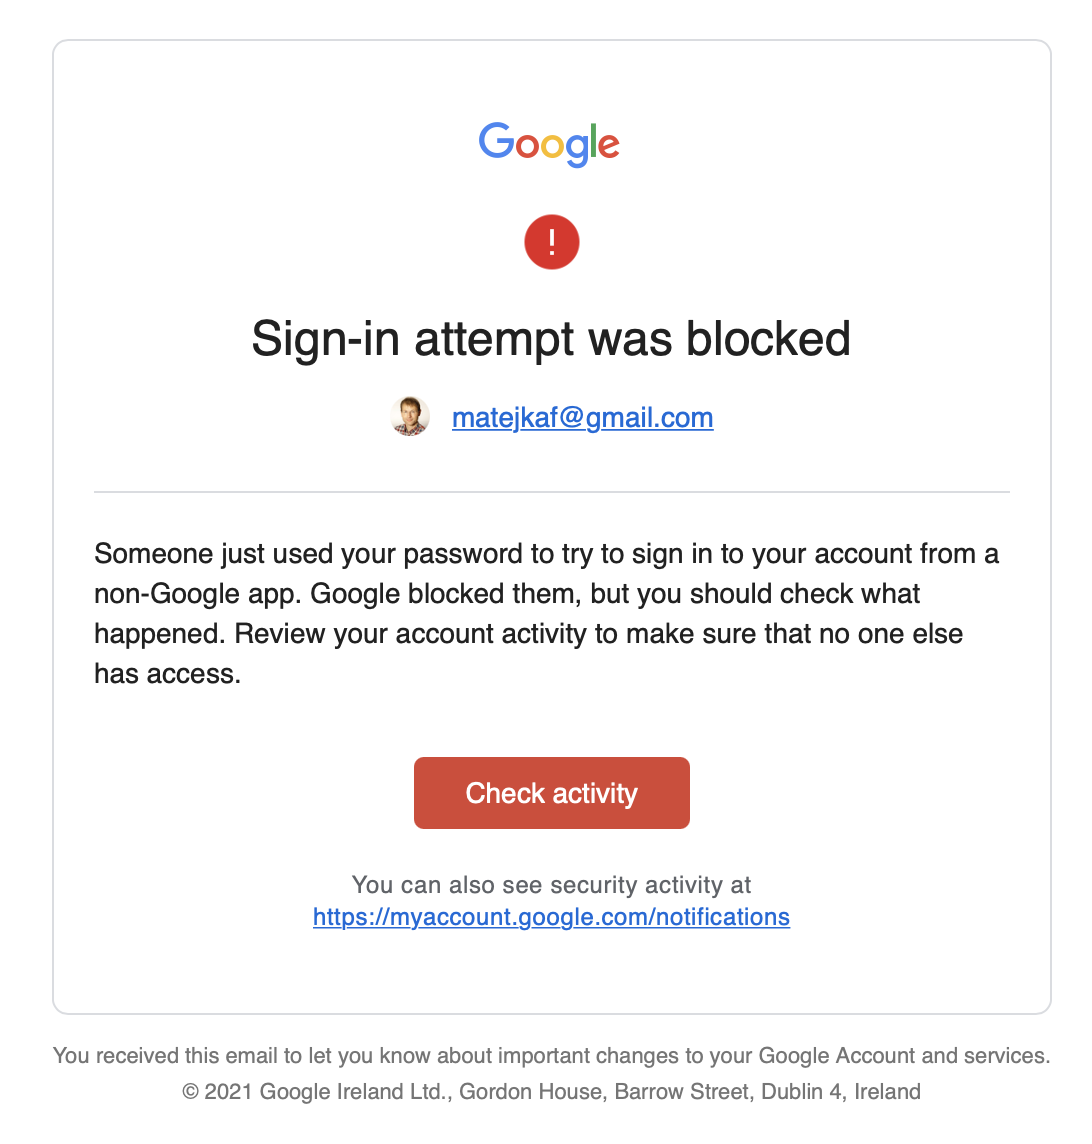 Google
!
Sign-in attempt was blocked
matejkaf@gmail.com
Someone just used your password to try to sign in to your account from a
non-Google app. Google blocked them, but you should check what
happened. Review your account activity to make sure that no one else
has access.
Check activity
You can also see security activity at
https://myaccount.google.com/notifications
You received this email to let you know about important changes to your Google Account and services.
© 2021 Google Ireland Ltd., Gordon House, Barrow Street, Dublin 4, Ireland